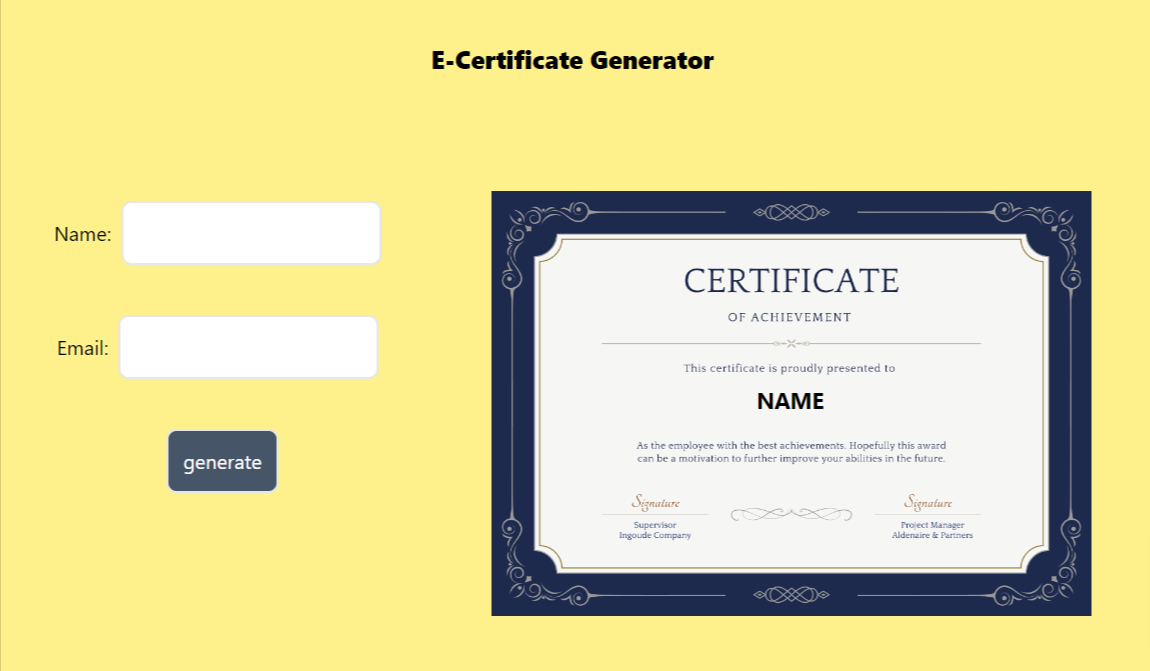 E-Certificate Generator
Name:
Email:
generate
CERTIFICATE
OF ACHIEVEMENT
This certificate is proudly presented to
NAME
As the employee with the best achievements. Hopefully this award
can be a motivation to further improve your abilities in the future.
Signature
Supervisor
Ingoude Company
Signature
Project Manager
Aldenaire & Partners